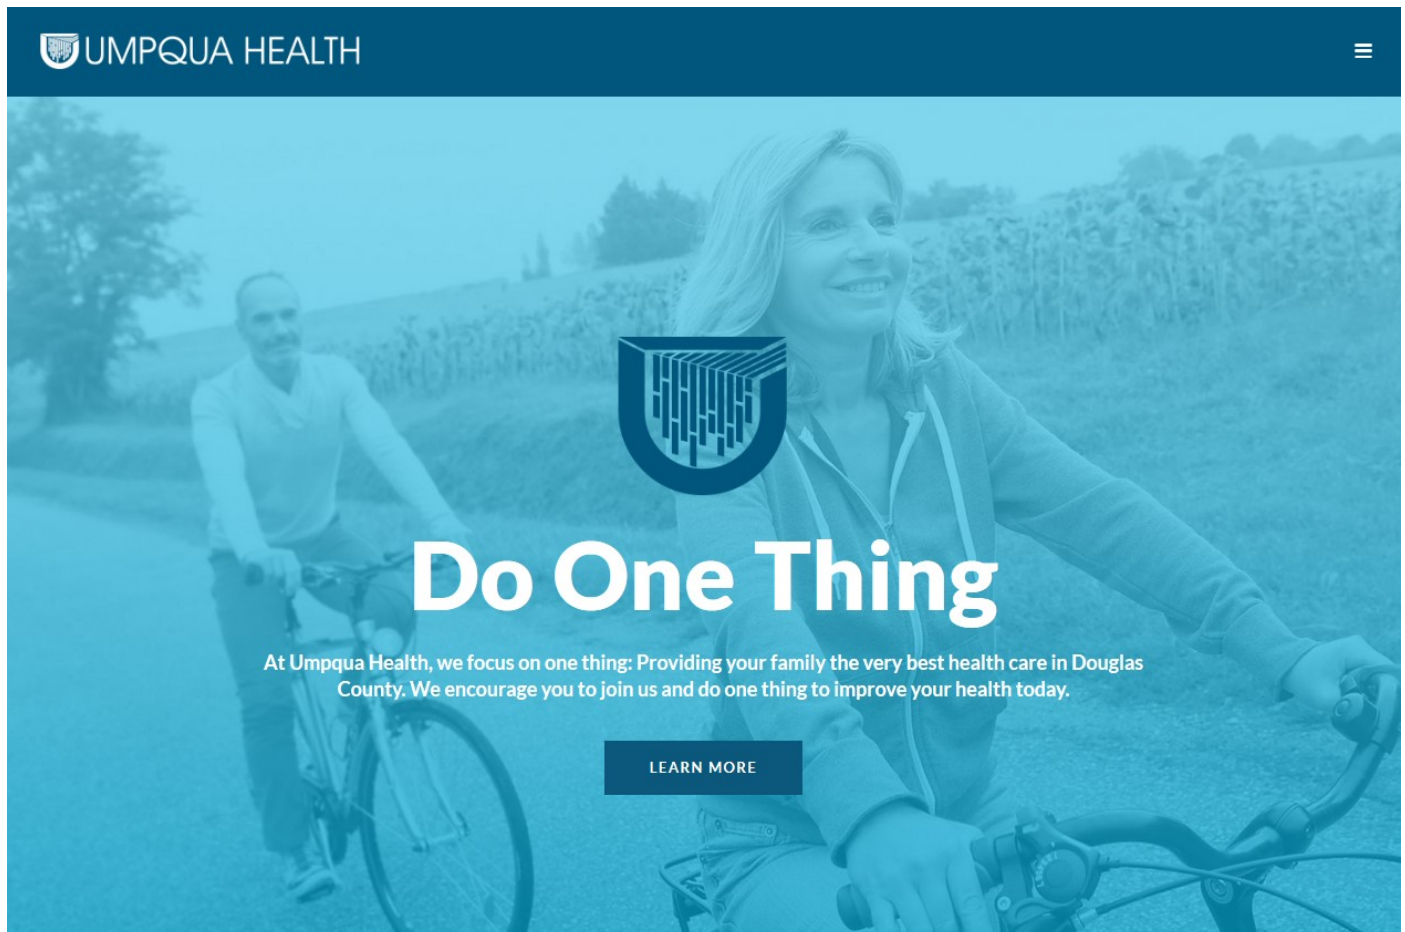 UMPQUA HEALTH
Do One Thing
At Umpqua Health, we focus on one thing: Providing your family the very best health care in Douglas
County. We encourage you to join us and do one thing to improve your health today.
LEARN MORE